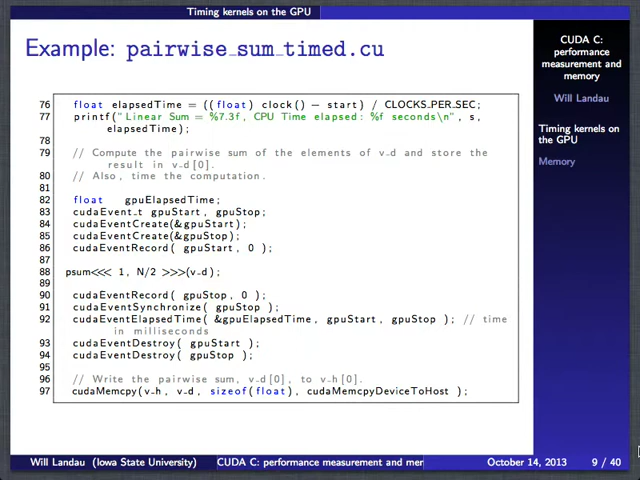 Timing kernels on the GPU
Example: pairwise_sum_timed.cu
76 float elapsedTime = ((float) clock() - start) / CLOCKS_PER_SEC;
77 printf("Linear Sum = %7.3f, CPU Time elapsed: %f seconds\n", s,
elapsedTime);
78
79 // Compute the pairwise sum of the elements of v_d and store the
result in v_d[0].
80 // Also, time the computation.
81
82 float gpuElapsedTime;
83 cudaEvent_t gpuStart, gpuStop;
84 cudaEventCreate(&gpuStart);
85 cudaEventCreate(&gpuStop);
86 cudaEventRecord( gpuStart, 0 );
87
88 psum<<< 1, N/2 >>>(v_d);
89
90 cudaEventRecord( gpuStop, 0 );
91 cudaEventSynchronize( gpuStop );
92 cudaEventElapsedTime( &gpuElapsedTime, gpuStart, gpuStop ); // time
in milliseconds
93 cudaEventDestroy( gpuStart );
94 cudaEventDestroy( gpuStop );
95
96 // Write the pairwise sum, v_d[0], to v_h[0].
97 cudaMemcpy(v_h, v_d, sizeof(float), cudaMemcpyDeviceToHost );
CUDA C:
performance
measurement and
memory
Will Landau
Timing kernels on
the GPU
Memory
Will Landau (Iowa State University)
CUDA C: performance measurement and mer
October 14, 2013
9 / 40